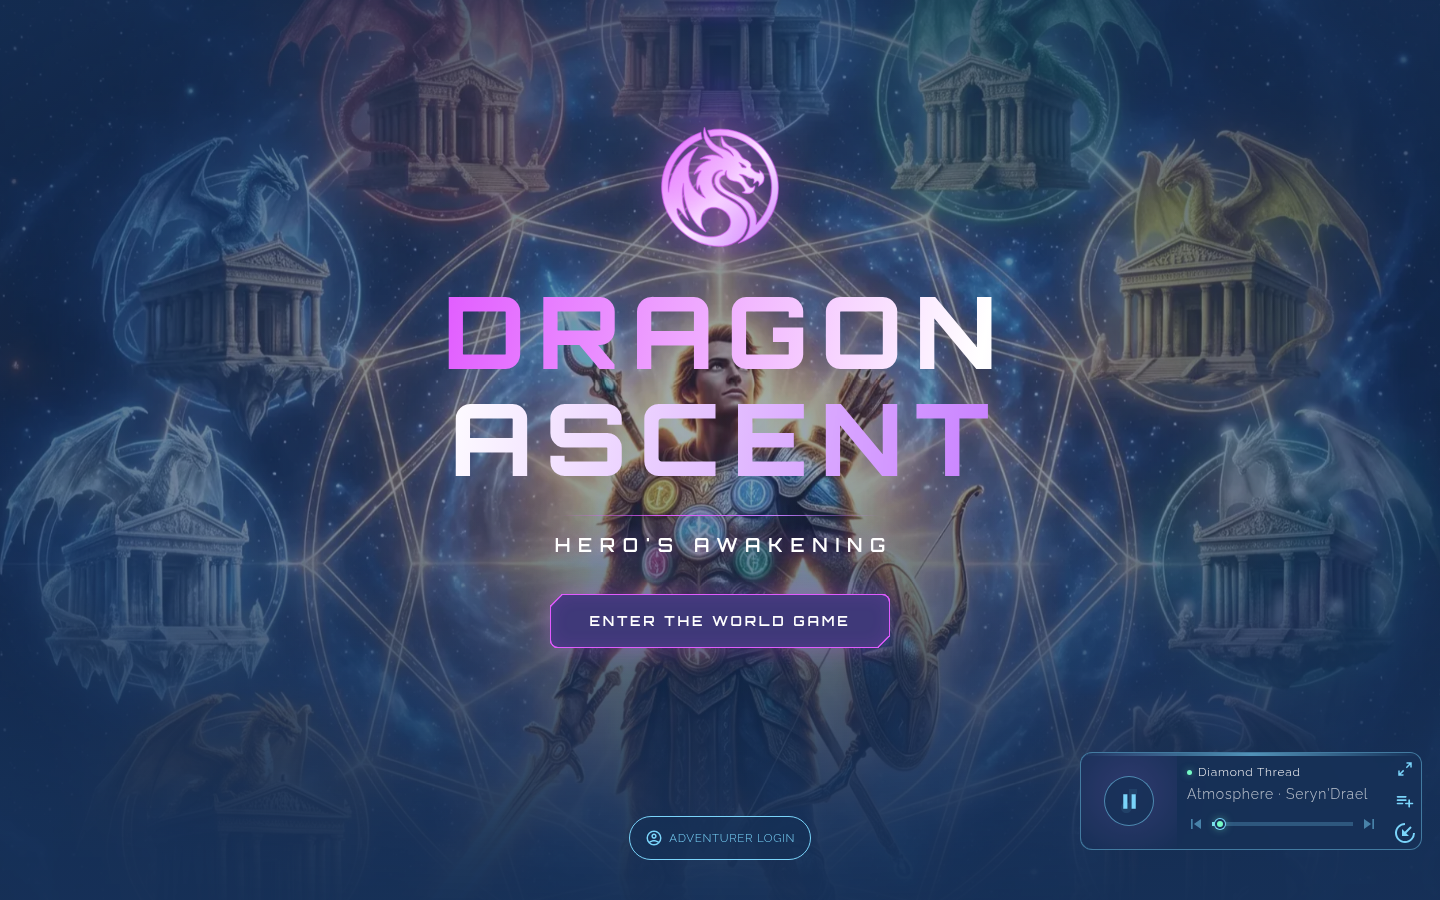 DRAGON
ASCENT
HERO'S AWAKENING
ENTER THE WORLD GAME
Diamond Thread
Atmosphere · Seryn'Drael
ADVENTURER LOGIN